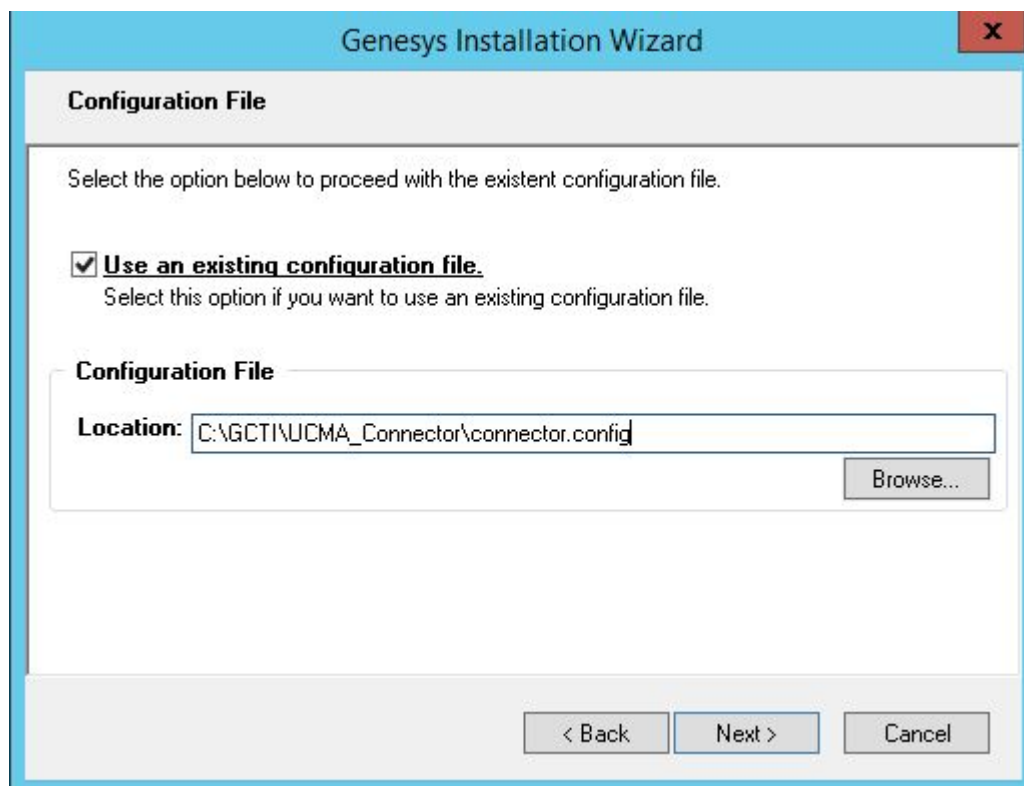 Genesys Installation Wizard
x
Configuration File
Select the option below to proceed with the existent configuration file.
Use an existing configuration file.
Select this option if you want to use an existing configuration file.
Configuration File
Location: C:\GCTI\UCMA_Connector\connector.config
Browse...
< Back Next > Cancel